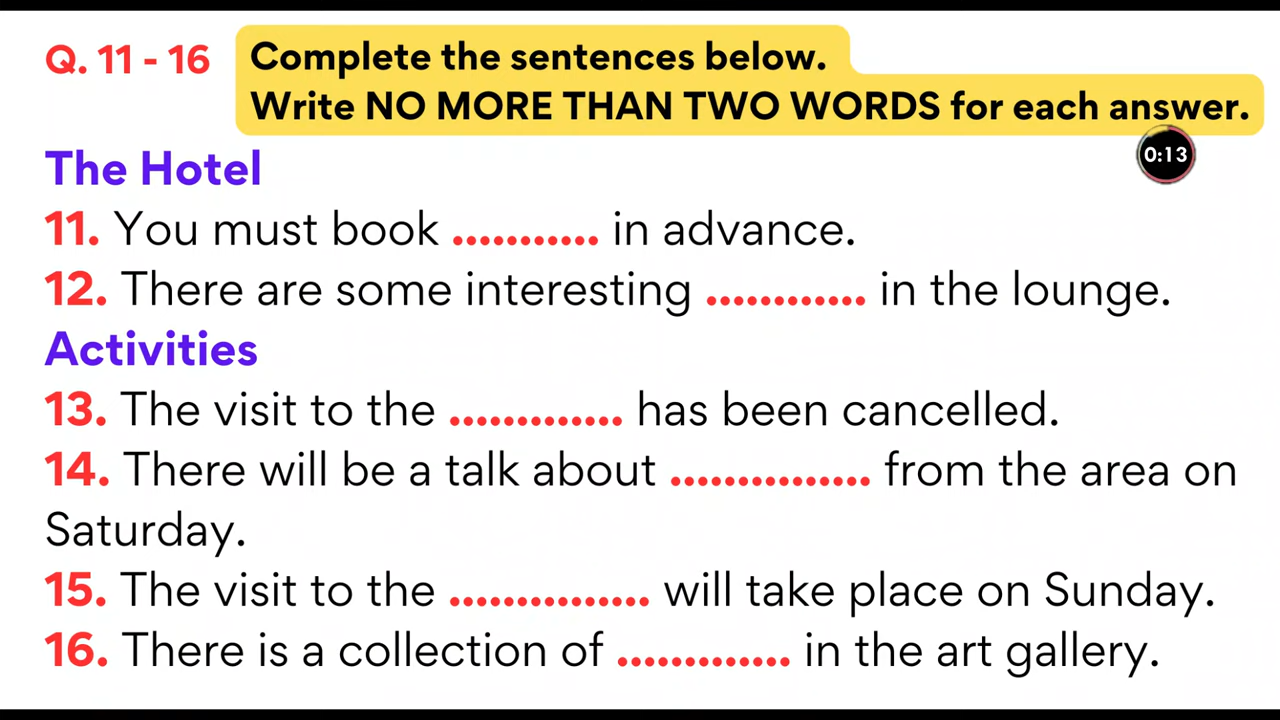 Q. 11 - 16 Complete the sentences below.
Write NO MORE THAN TWO WORDS for each answer.
0:13
The Hotel
11. You must book ........... in advance.
12. There are some interesting ............ in the lounge.
Activities
13. The visit to the ............. has been cancelled.
14. There will be a talk about ............... from the area on
Saturday.
15. The visit to the ............... will take place on Sunday.
16. There is a collection of ............. in the art gallery.